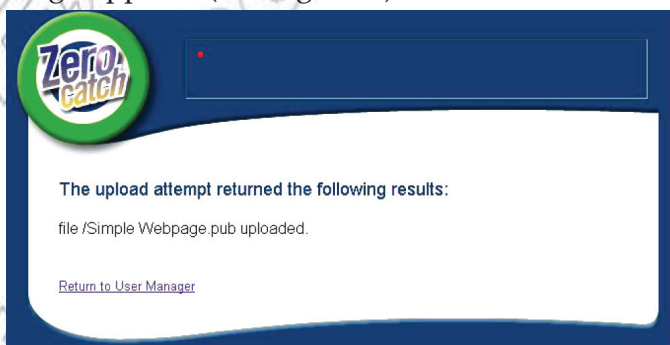 Zero
catch
The upload attempt returned the following results:
file /Simple Webpage.pub uploaded.
Return to User Manager